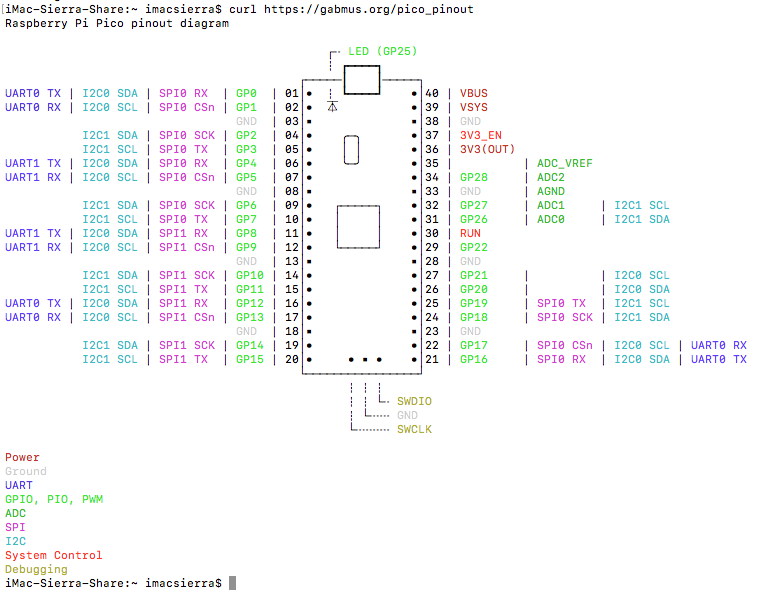 iMac-Sierra-Share:~ imacsierra$ curl https://gabmus.org/pico_pinout
Raspberry Pi Pico pinout diagram
LED (GP25)
UART0 TX | I2C0 SDA | SPI0 RX | GP0 | 01 40 | VBUS
UART0 RX | I2C0 SCL | SPI0 CSn | GP1 | 02 39 | VSYS
GND | 03 38 | GND
I2C1 SDA | SPI0 SCK | GP2 | 04 37 | 3V3_EN
I2C1 SCL | SPI0 TX | GP3 | 05 36 | 3V3(OUT)
UART1 TX | I2C0 SDA | SPI0 RX | GP4 | 06 35 | | ADC_VREF
UART1 RX | I2C0 SCL | SPI0 CSn | GP5 | 07 34 | GP28 | ADC2
GND | 08 33 | GND | AGND
I2C1 SDA | SPI0 SCK | GP6 | 09 32 | GP27 | ADC1 | I2C1 SCL
I2C1 SCL | SPI0 TX | GP7 | 10 31 | GP26 | ADC0 | I2C1 SDA
UART1 TX | I2C0 SDA | SPI1 RX | GP8 | 11 30 | RUN
UART1 RX | I2C0 SCL | SPI1 CSn | GP9 | 12 29 | GP22
GND | 13 28 | GND
I2C1 SDA | SPI1 SCK | GP10 | 14 27 | GP21 | | I2C0 SCL
I2C1 SCL | SPI1 TX | GP11 | 15 26 | GP20 | | I2C0 SDA
UART0 TX | I2C0 SDA | SPI1 RX | GP12 | 16 25 | GP19 | SPI0 TX | I2C1 SCL
UART0 RX | I2C0 SCL | SPI1 CSn | GP13 | 17 24 | GP18 | SPI0 SCK | I2C1 SDA
GND | 18 23 | GND
I2C1 SDA | SPI1 SCK | GP14 | 19 22 | GP17 | SPI0 CSn | I2C0 SCL | UART0 RX
I2C1 SCL | SPI1 TX | GP15 | 20 21 | GP16 | SPI0 RX | I2C0 SDA | UART0 TX
SWDIO
GND
SWCLK
Power
Ground
UART
GPIO, PIO, PWM
ADC
SPI
I2C
System Control
Debugging
iMac-Sierra-Share:~ imacsierra$